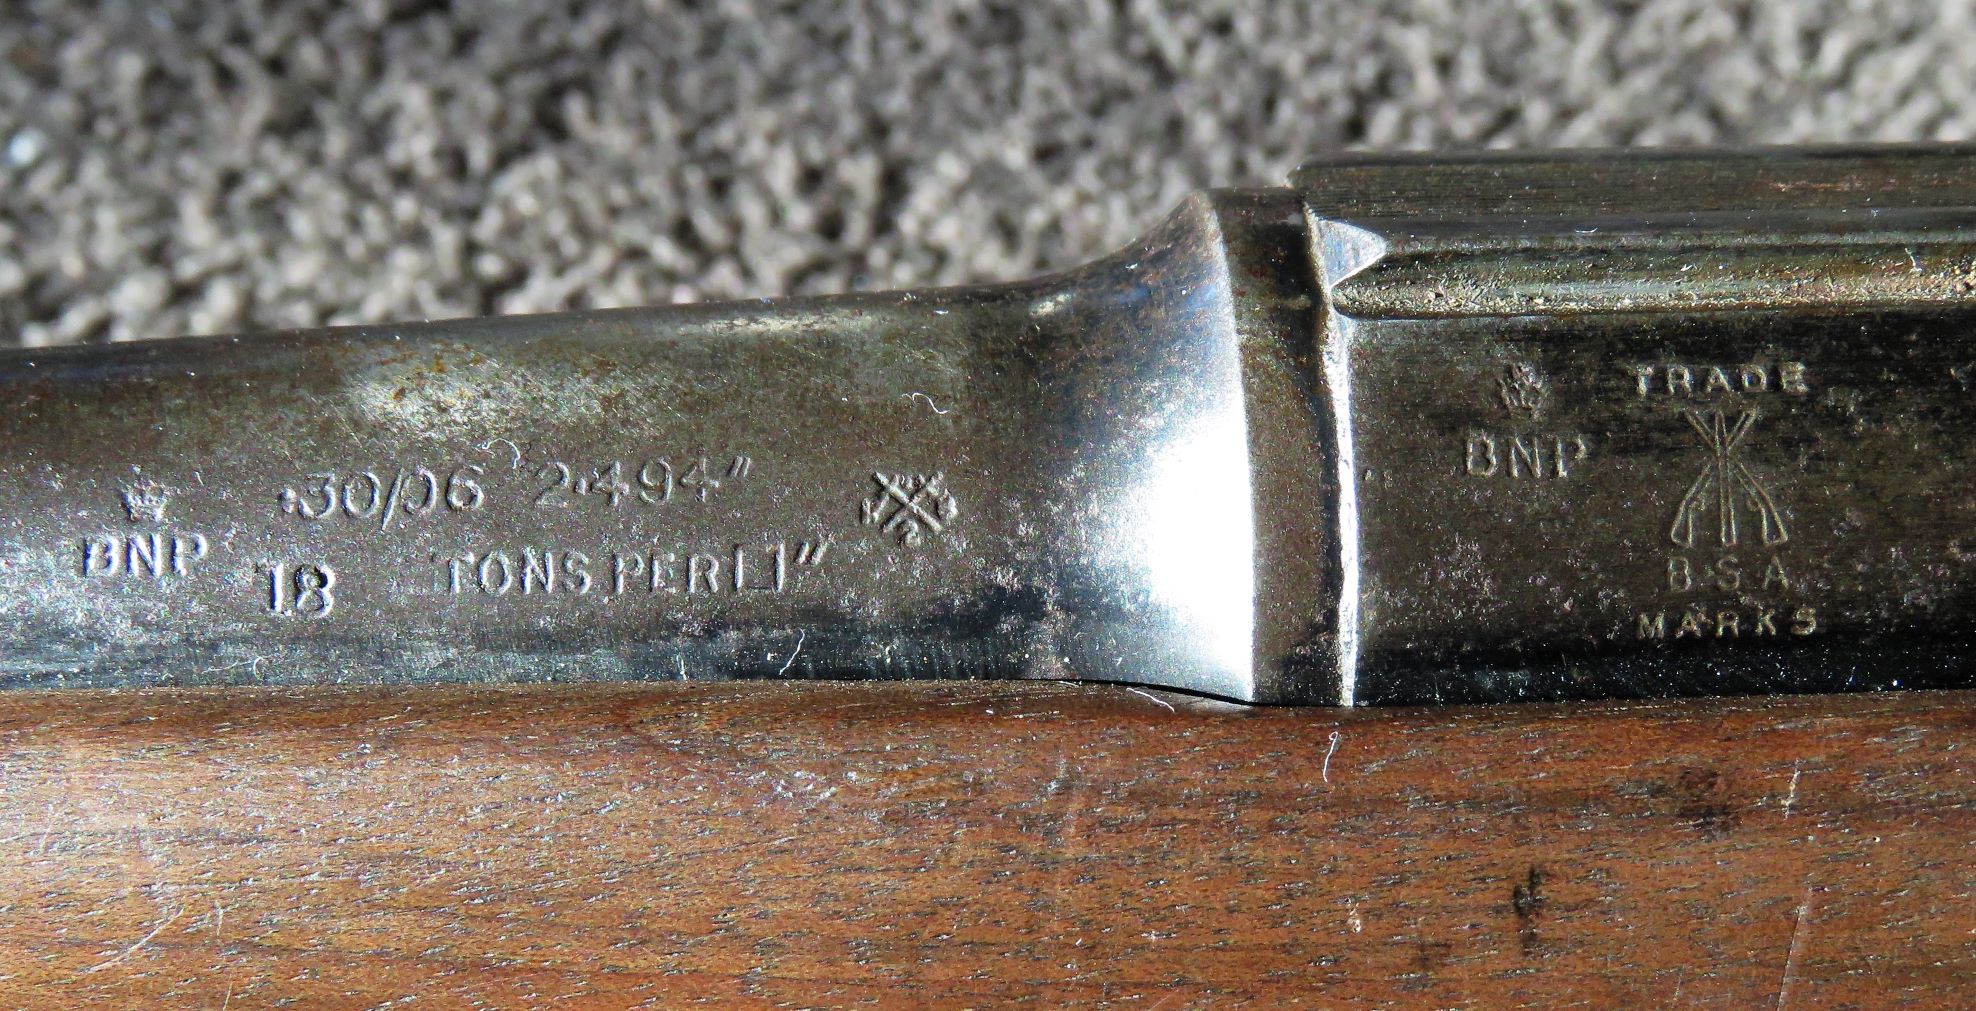 BNP
.30/06 2.494"
18 TONS PER □"
BNP
TRADE
B.S.A
MARKS